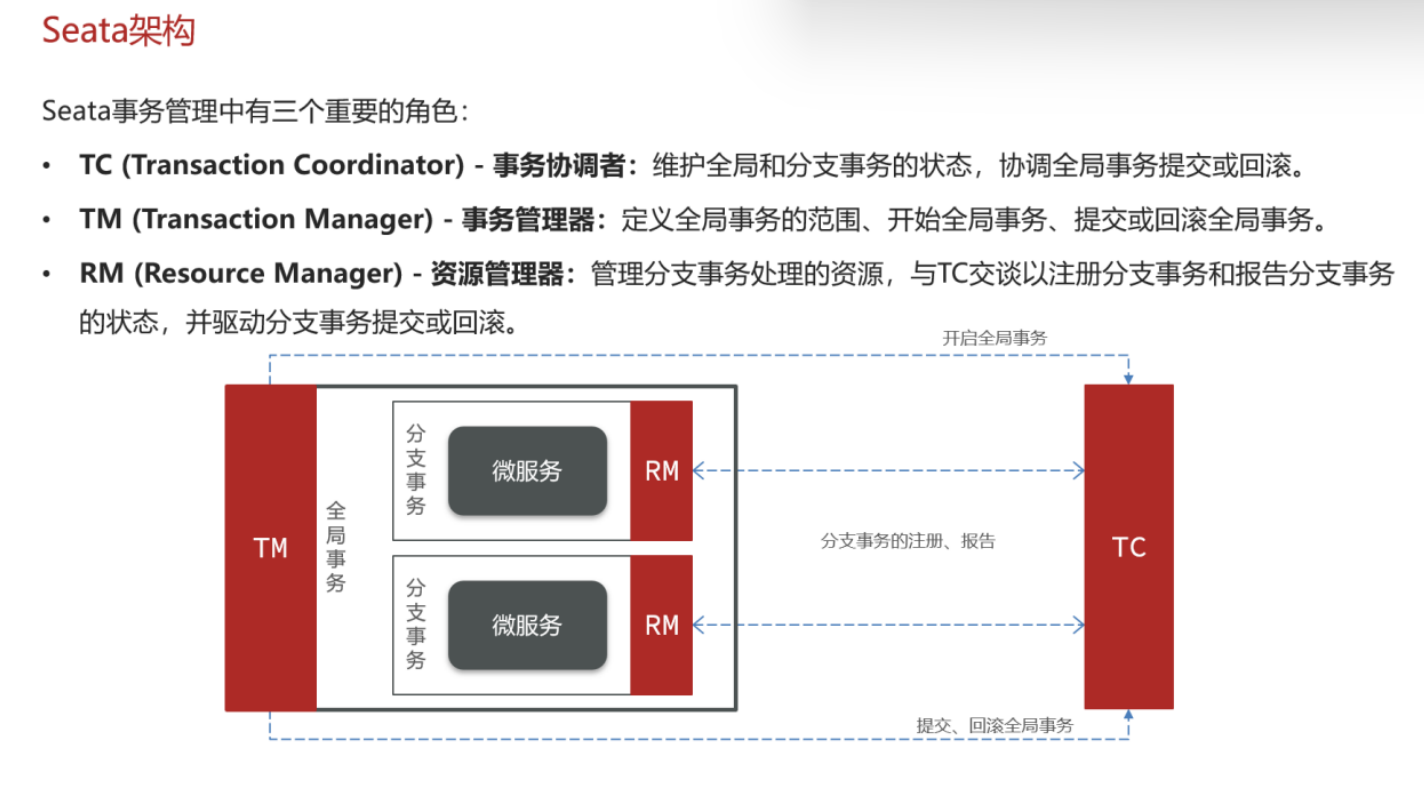 Seata架构
Seata事务管理中有三个重要的角色：
• TC (Transaction Coordinator) - 事务协调者：维护全局和分支事务的状态，协调全局事务提交或回滚。
• TM (Transaction Manager) - 事务管理器：定义全局事务的范围、开始全局事务、提交或回滚全局事务。
• RM (Resource Manager) - 资源管理器：管理分支事务处理的资源，与TC交谈以注册分支事务和报告分支事务
的状态，并驱动分支事务提交或回滚。
开启全局事务
TM
全局事务
分支事务
微服务
RM
分支事务
微服务
RM
分支事务的注册、报告
TC
提交、回滚全局事务